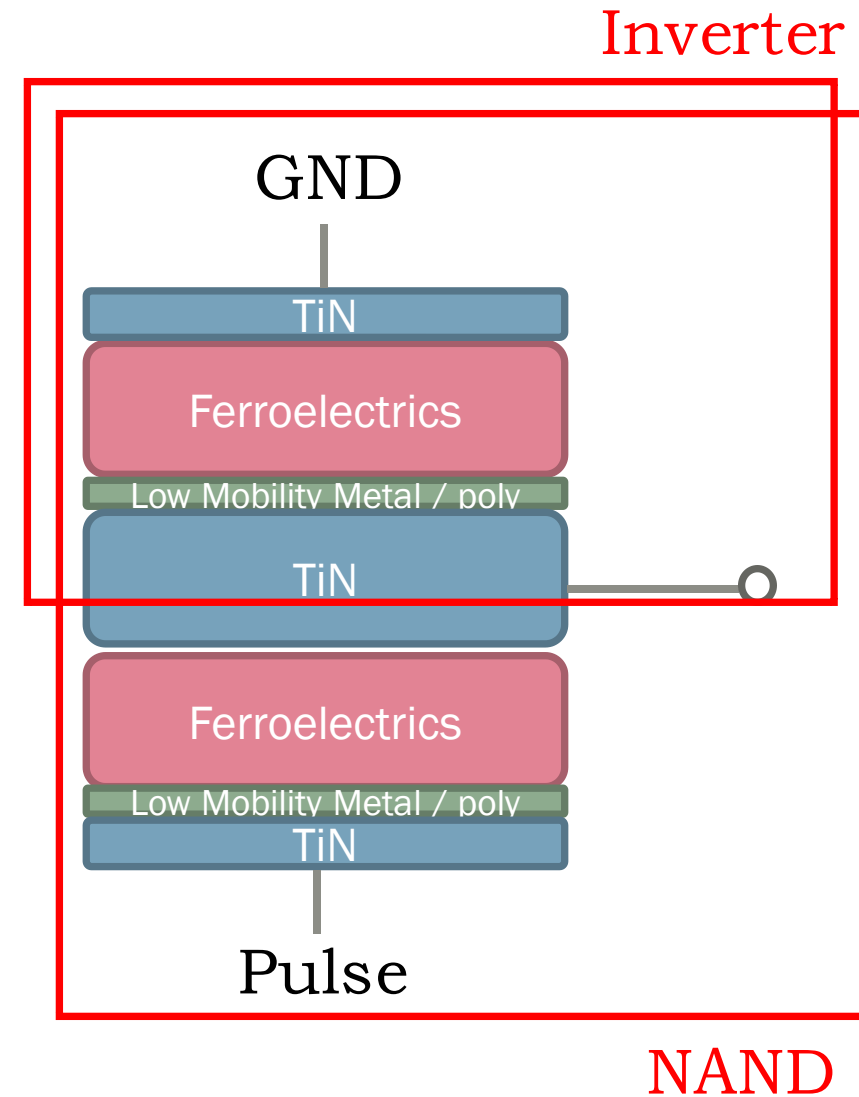 Inverter
GND
TiN
Ferroelectrics
Low Mobility Metal / poly
TiN
Ferroelectrics
Low Mobility Metal / poly
TiN
Pulse
NAND